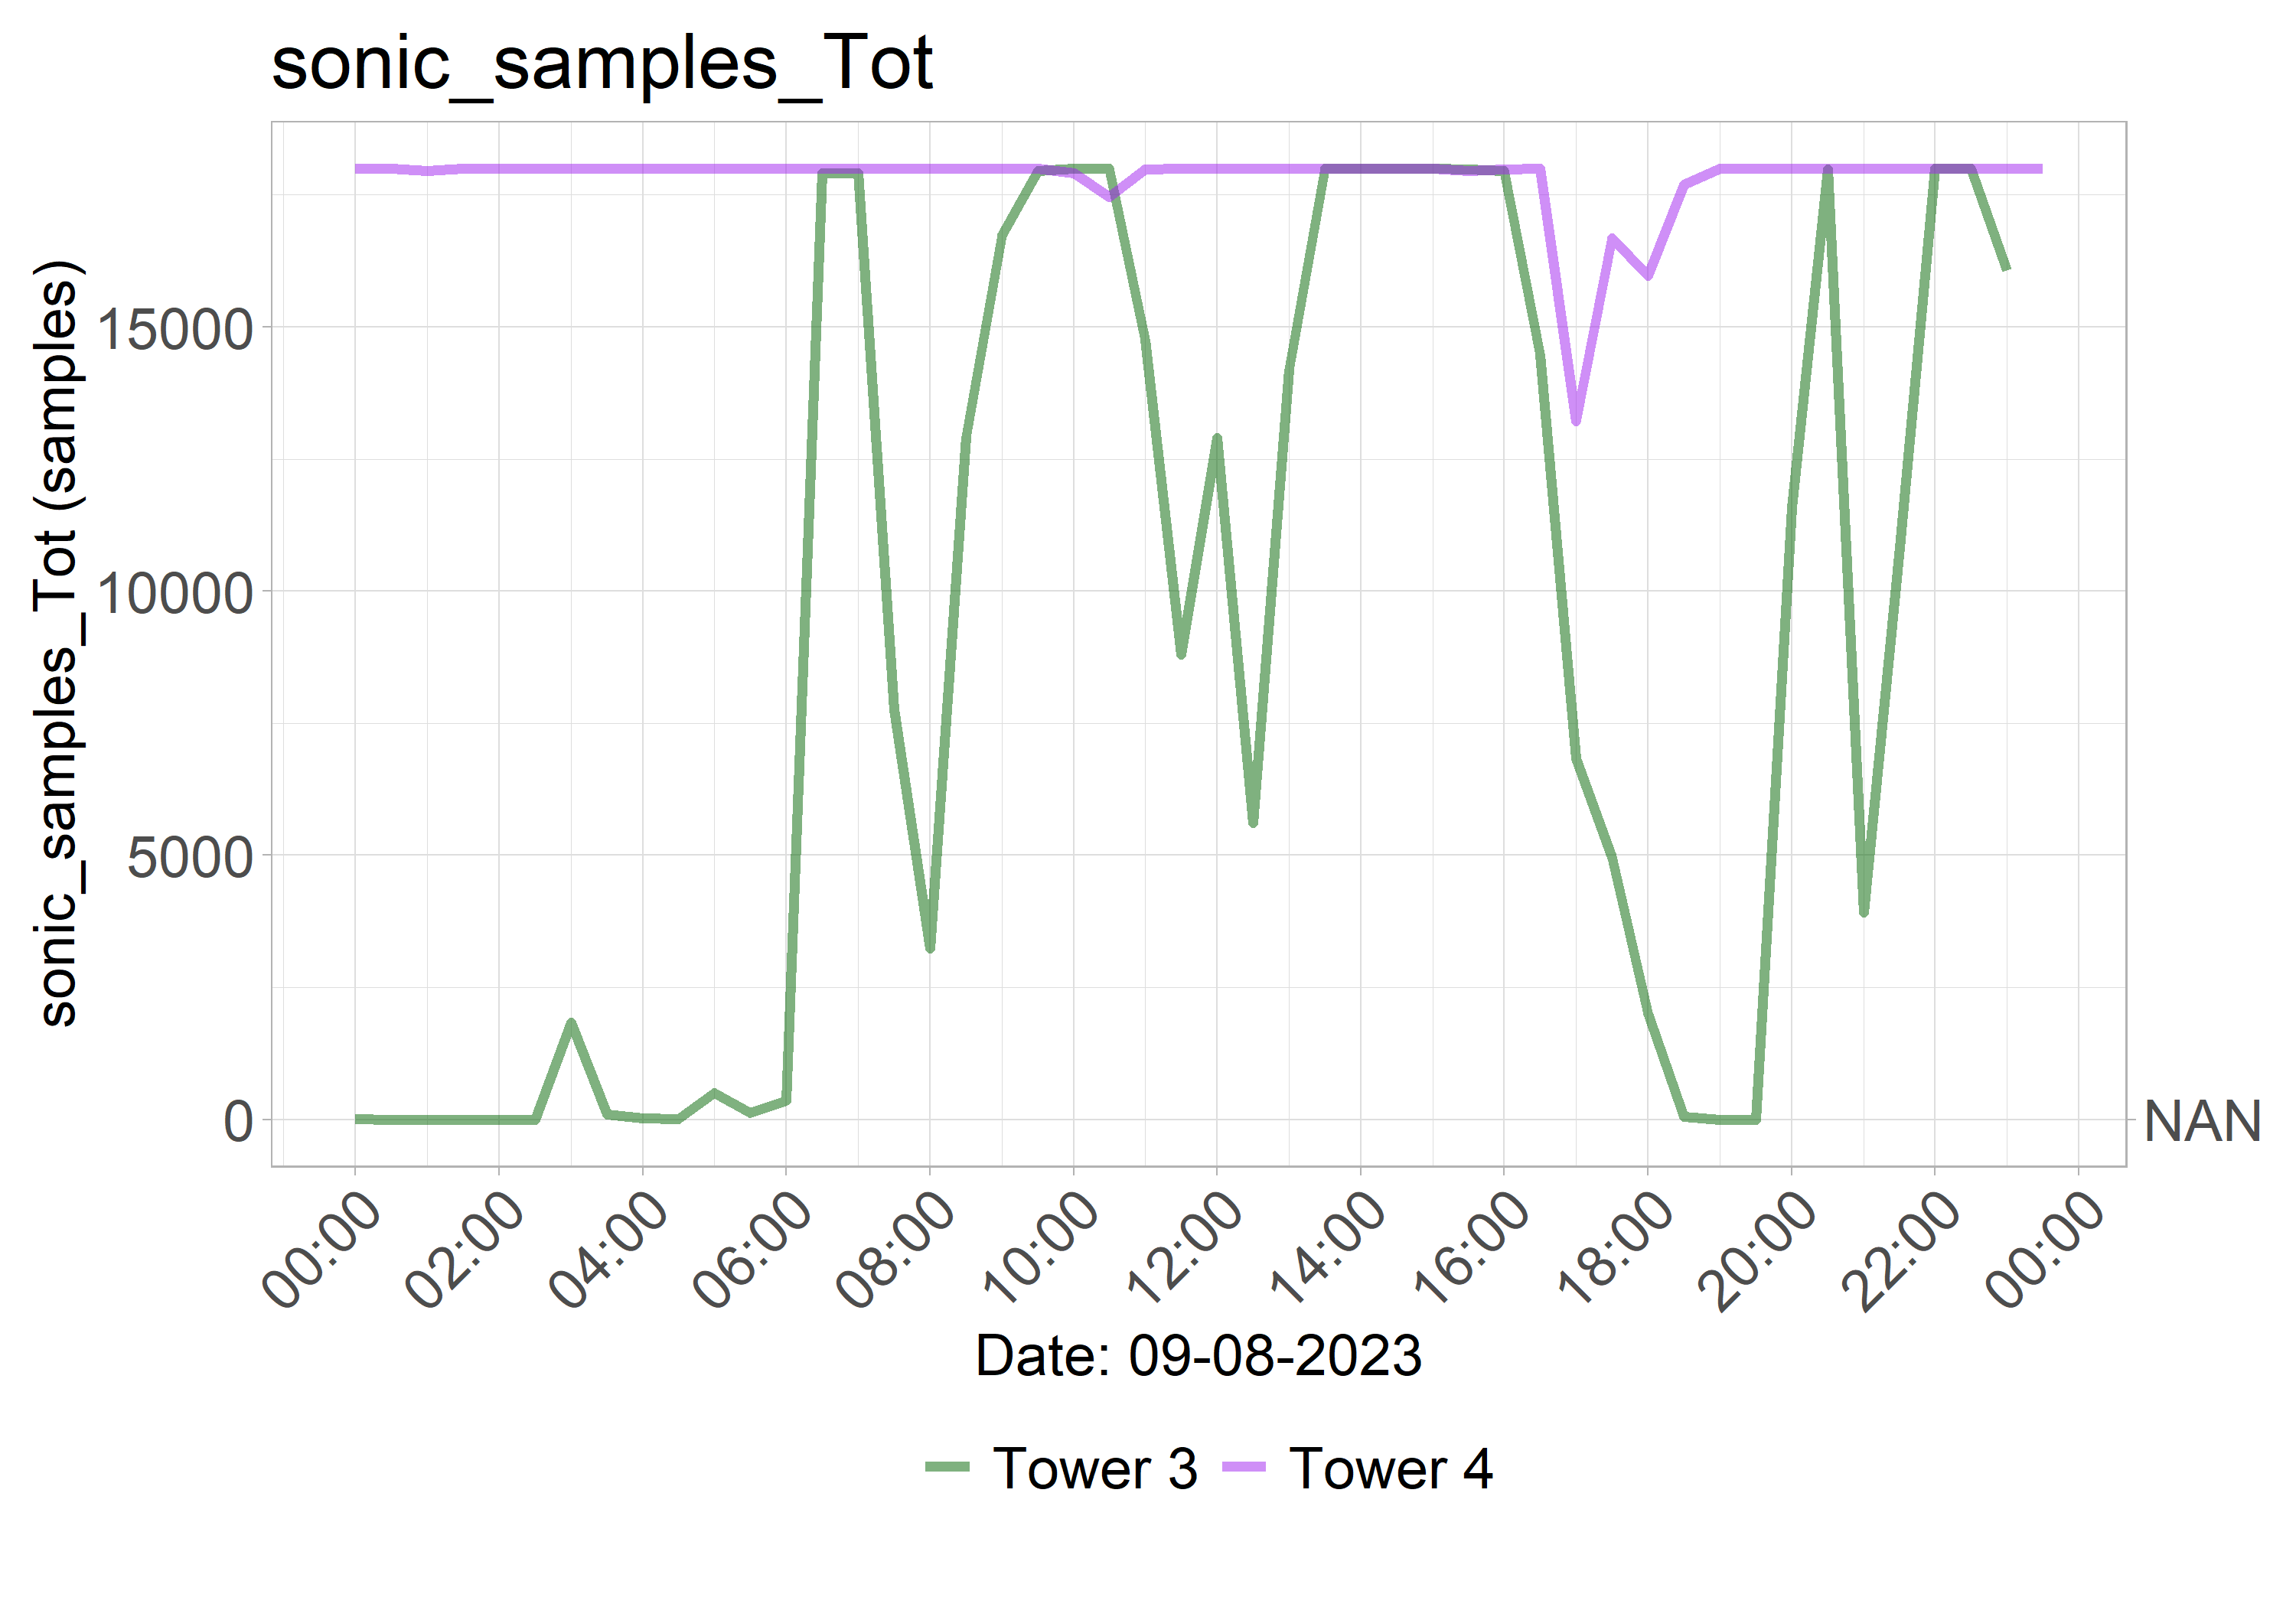 sonic_samples_Tot
sonic_samples_Tot (samples)
15000
10000
5000
0
NAN
00:00
02:00
04:00
06:00
08:00
10:00
12:00
14:00
16:00
18:00
20:00
22:00
00:00
Date: 09-08-2023
Tower 3
Tower 4